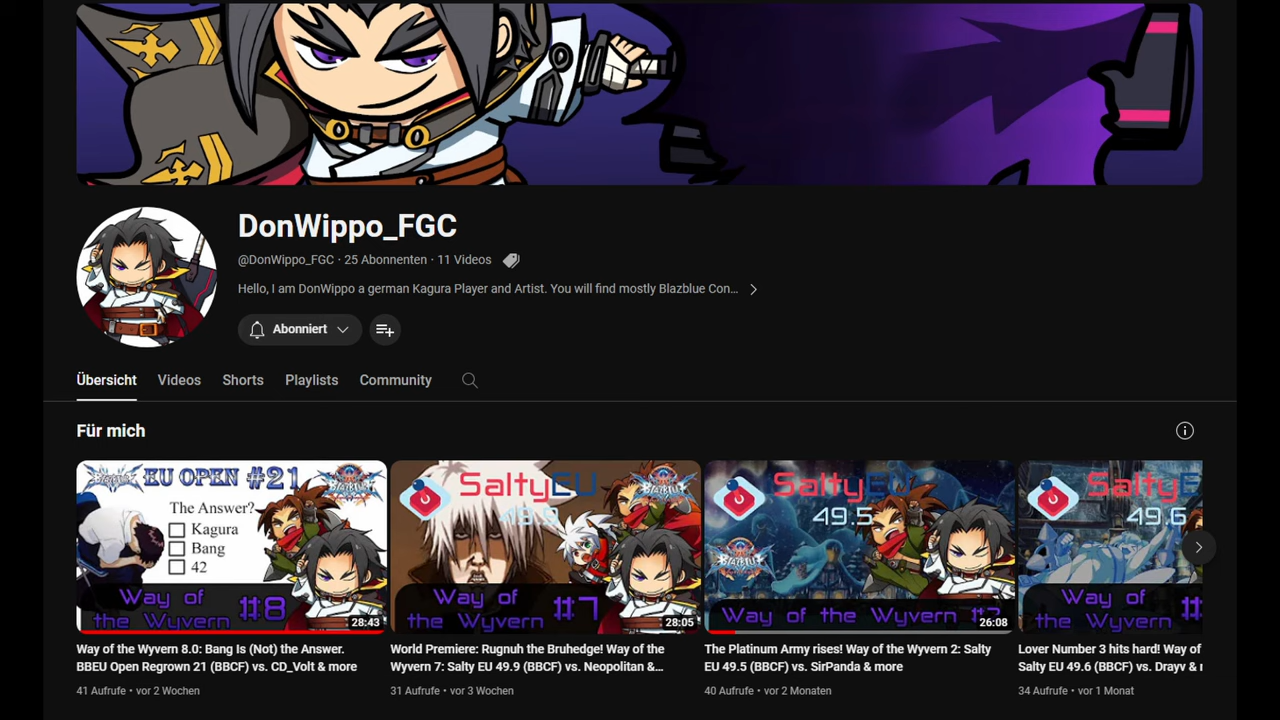 DonWippo_FGC
@DonWippo_FGC · 25 Abonnenten · 11 Videos
Hello, I am DonWippo a german Kagura Player and Artist. You will find mostly Blazblue Con...
Abonniert
Übersicht Videos Shorts Playlists Community
Für mich
EU OPEN #21
The Answer?
Kagura
Bang
42
Way of
the Wyvern #8
28:43
SaltyEU
49.9
Way of
the Wyvern #7
28:05
SaltyEU
49.5
Way of the Wyvern #2
26:08
SaltyE
49.6
Way of
the Wyvern #
Way of the Wyvern 8.0: Bang Is (Not) the Answer.
BBEU Open Regrown 21 (BBCF) vs. CD_Volt & more
41 Aufrufe • vor 2 Wochen
World Premiere: Rugnuh the Bruhedge! Way of the
Wyvern 7: Salty EU 49.9 (BBCF) vs. Neopolitan &...
31 Aufrufe • vor 3 Wochen
The Platinum Army rises! Way of the Wyvern 2: Salty
EU 49.5 (BBCF) vs. SirPanda & more
40 Aufrufe • vor 2 Monaten
Lover Number 3 hits hard! Way of
Salty EU 49.6 (BBCF) vs. Drayv & r
34 Aufrufe • vor 1 Monat